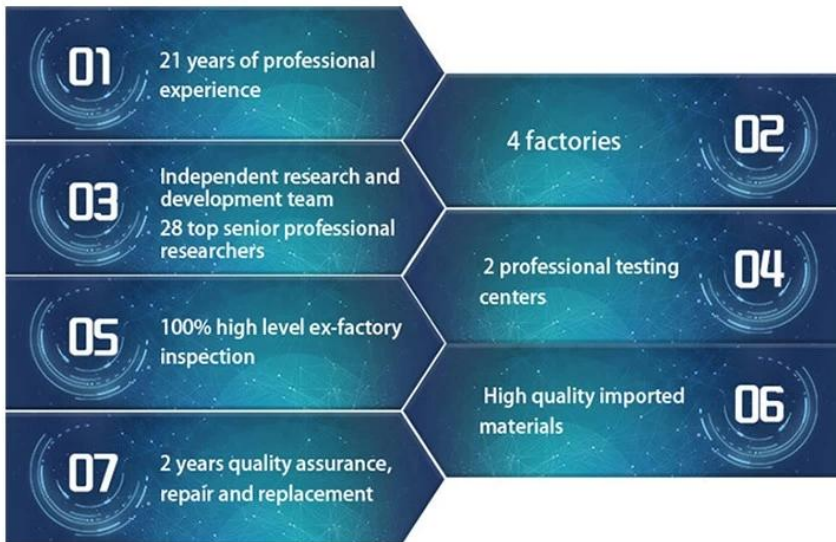 01
21 years of professional
experience
02
4 factories
03
Independent research and
development team
28 top senior professional
researchers
04
2 professional testing
centers
05
100% high level ex-factory
inspection
06
High quality imported
materials
07
2 years quality assurance,
repair and replacement